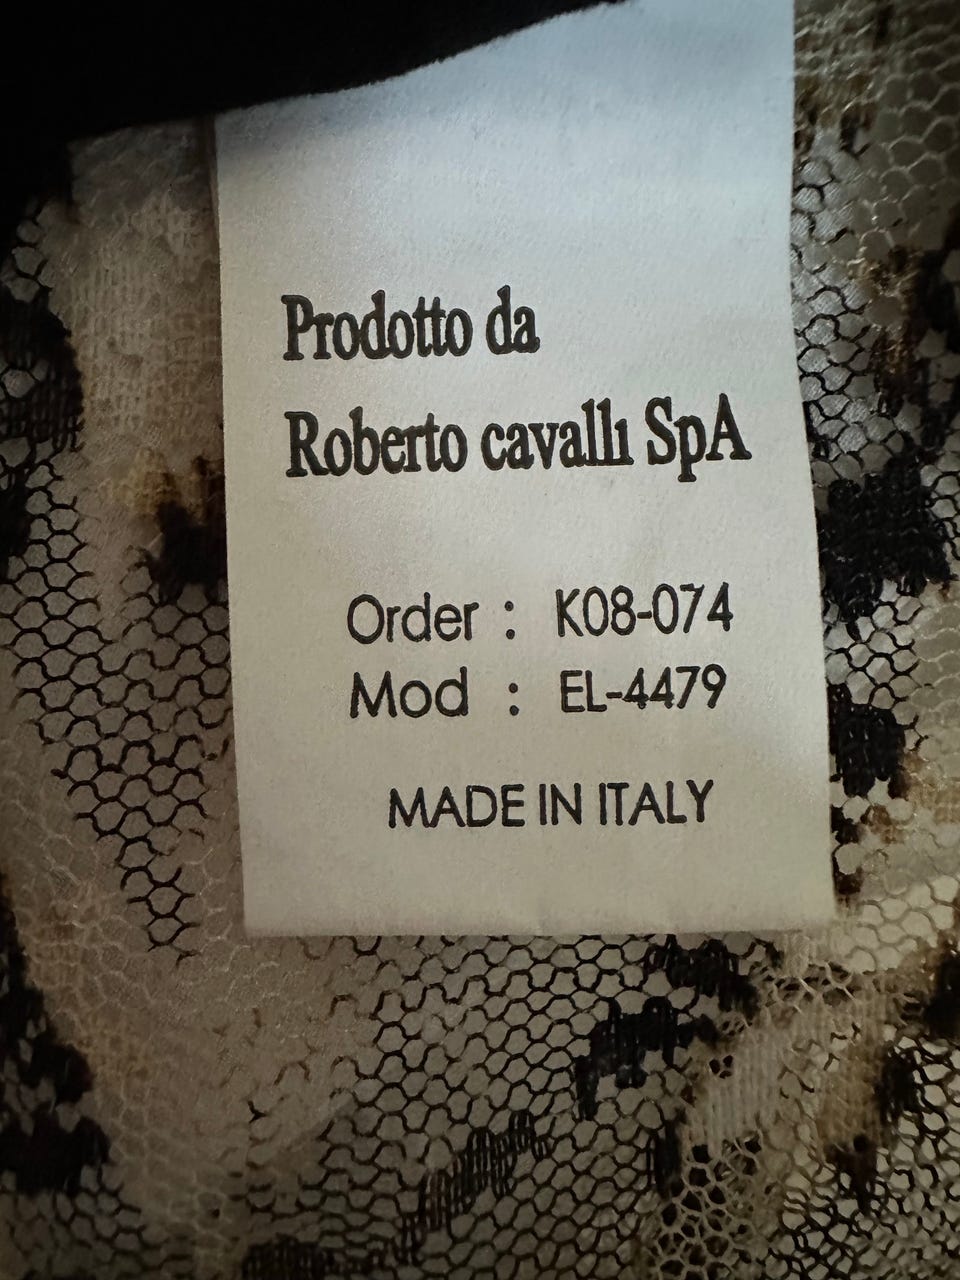 Prodotto da
Roberto cavallı SpA
Order : K08-074
Mod : EL-4479
MADE IN ITALY